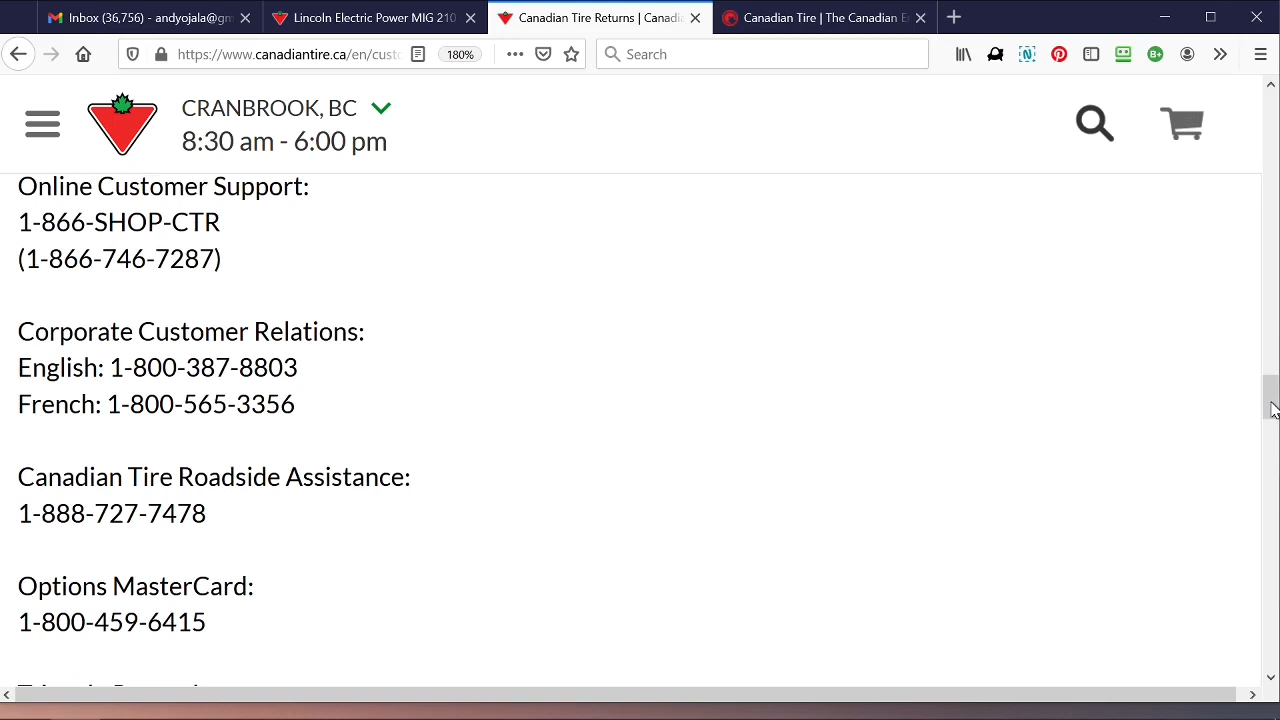 Inbox (36,756) - andyojala@gm
Lincoln Electric Power MIG 210
Canadian Tire Returns | Canadia
Canadian Tire | The Canadian E
https://www.canadiantire.ca/en/custo
180%
Search
CRANBROOK, BC
8:30 am - 6:00 pm
Online Customer Support:
1-866-SHOP-CTR
(1-866-746-7287)
Corporate Customer Relations:
English: 1-800-387-8803
French: 1-800-565-3356
Canadian Tire Roadside Assistance:
1-888-727-7478
Options MasterCard:
1-800-459-6415